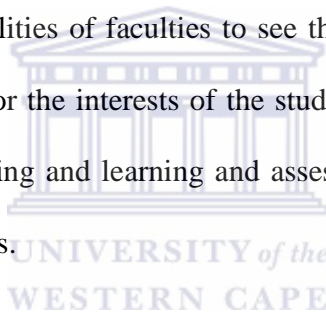 lities of faculties to see th
or the interests of the stud
ing and learning and asses
s.
UNIVERSITY of the
WESTERN CAPE